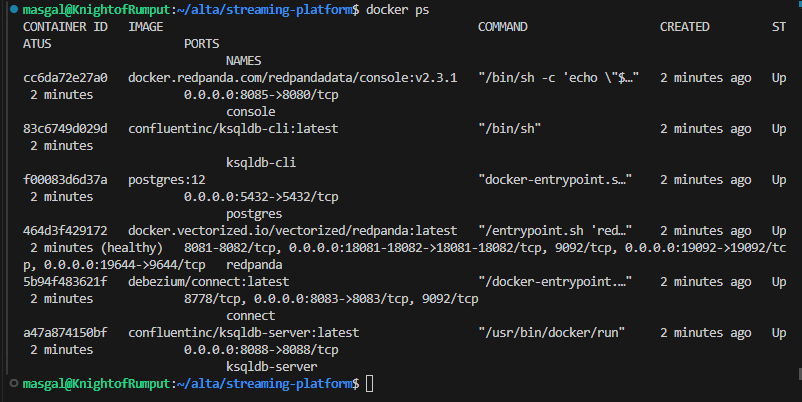 masgal@KnightofRumput:~/alta/streaming-platform$ docker ps
CONTAINER ID   IMAGE                                           COMMAND                  CREATED         ST
ATUS                   PORTS
                             NAMES
cc6da72e27a0   docker.redpanda.com/redpandadata/console:v2.3.1   "/bin/sh -c 'echo \"$…"   2 minutes ago   Up
 2 minutes             0.0.0.0:8085->8080/tcp
                             console
83c6749d029d   confluentinc/ksqldb-cli:latest                    "/bin/sh"                2 minutes ago   Up
 2 minutes
                             ksqldb-cli
f00083d6d37a   postgres:12                                       "docker-entrypoint.s…"   2 minutes ago   Up
 2 minutes             0.0.0.0:5432->5432/tcp
                             postgres
464d3f429172   docker.vectorized.io/vectorized/redpanda:latest   "/entrypoint.sh 'red…"   2 minutes ago   Up
 2 minutes (healthy)   8081-8082/tcp, 0.0.0.0:18081-18082->18081-18082/tcp, 9092/tcp, 0.0.0.0:19092->19092/tc
p, 0.0.0.0:19644->9644/tcp   redpanda
5b94f483621f   debezium/connect:latest                           "/docker-entrypoint.…"   2 minutes ago   Up
 2 minutes             8778/tcp, 0.0.0.0:8083->8083/tcp, 9092/tcp
                             connect
a47a874150bf   confluentinc/ksqldb-server:latest                 "/usr/bin/docker/run"    2 minutes ago   Up
 2 minutes             0.0.0.0:8088->8088/tcp
                             ksqldb-server
masgal@KnightofRumput:~/alta/streaming-platform$